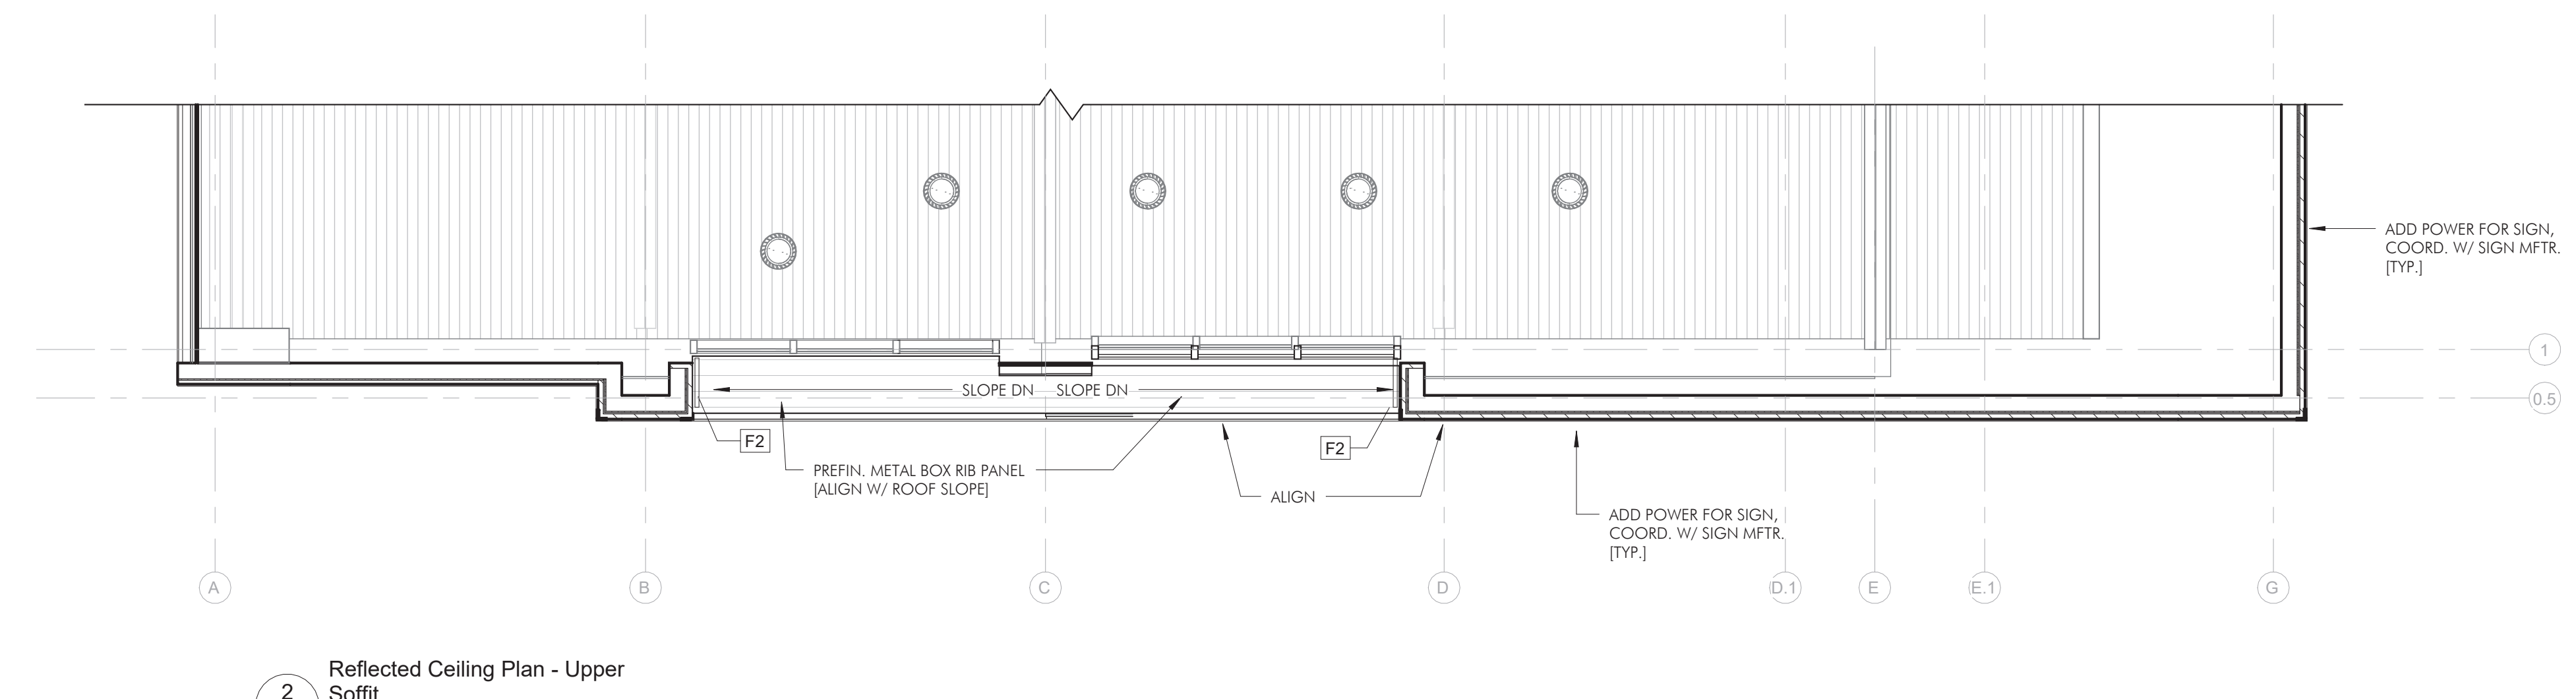 ADD POWER FOR SIGN,
COORD. W/ SIGN MFTR.
[TYP.]
1
SLOPE DN SLOPE DN
0.5
F2
F2
PREFIN. METAL BOX RIB PANEL
[ALIGN W/ ROOF SLOPE]
ALIGN
ADD POWER FOR SIGN,
COORD. W/ SIGN MFTR.
[TYP.]
A B C D D.1 E E.1 G
2
Reflected Ceiling Plan - Upper
Soffit